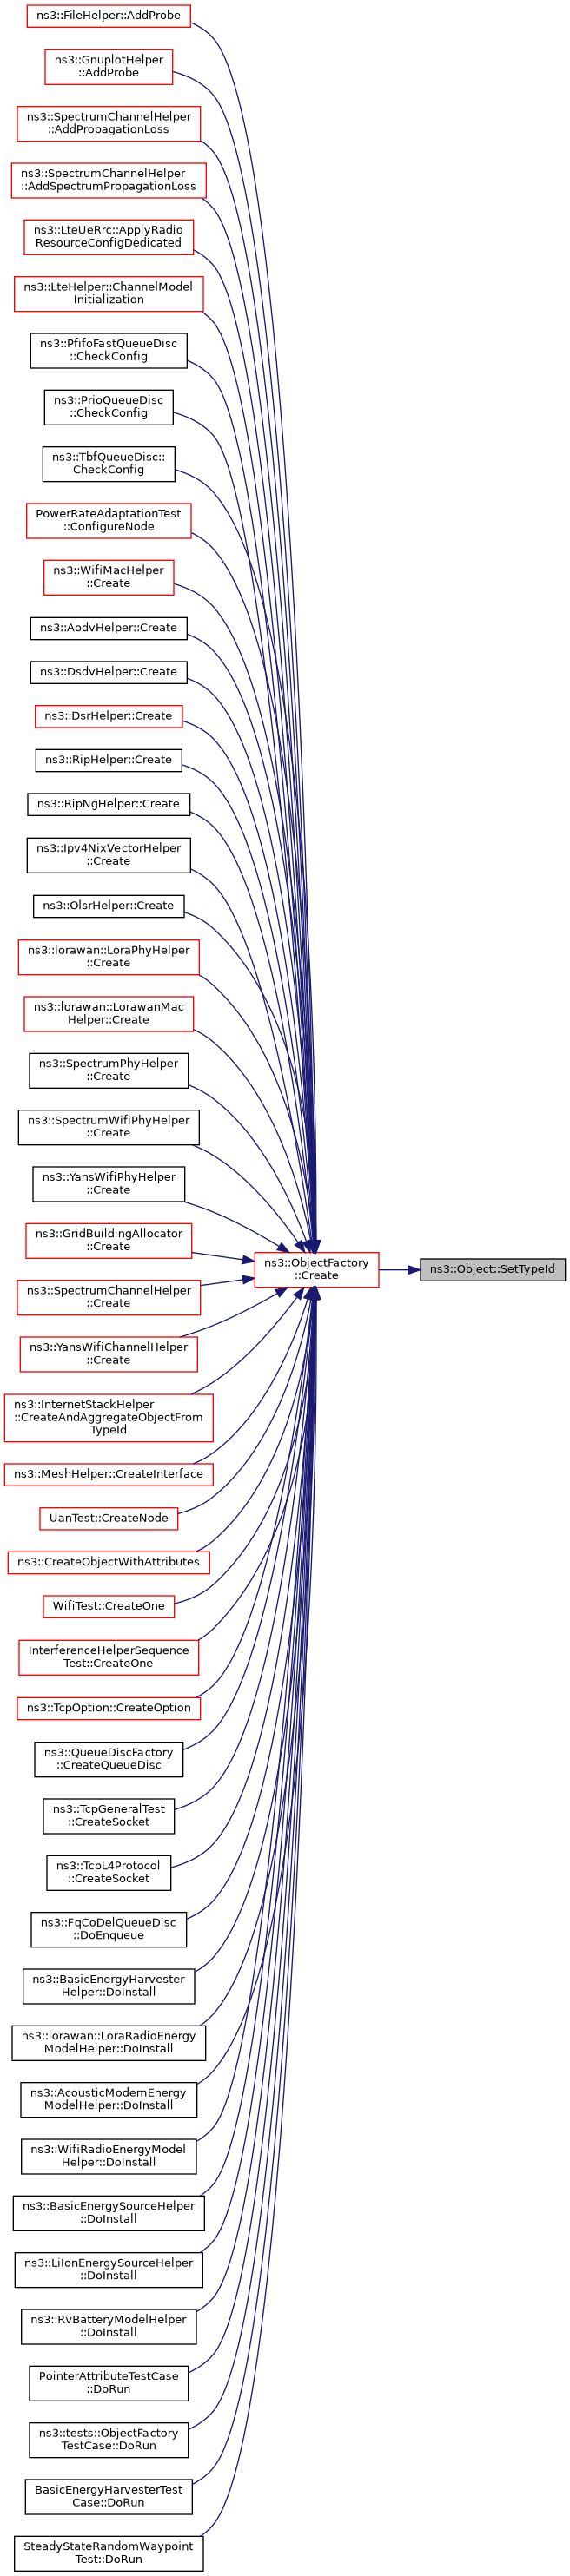 ns3::FileHelper::AddProbe
ns3::GnuplotHelper
::AddProbe
ns3::SpectrumChannelHelper
::AddPropagationLoss
ns3::SpectrumChannelHelper
::AddSpectrumPropagationLoss
ns3::LteUeRrc::ApplyRadio
ResourceConfigDedicated
ns3::LteHelper::ChannelModel
Initialization
ns3::PfifoFastQueueDisc
::CheckConfig
ns3::PrioQueueDisc
::CheckConfig
ns3::TbfQueueDisc::
CheckConfig
PowerRateAdaptationTest
::ConfigureNode
ns3::WifiMacHelper
::Create
ns3::AodvHelper::Create
ns3::DsdvHelper::Create
ns3::DsrHelper::Create
ns3::RipHelper::Create
ns3::RipNgHelper::Create
ns3::Ipv4NixVectorHelper
::Create
ns3::OlsrHelper::Create
ns3::lorawan::LoraPhyHelper
::Create
ns3::lorawan::LorawanMac
Helper::Create
ns3::SpectrumPhyHelper
::Create
ns3::SpectrumWifiPhyHelper
::Create
ns3::YansWifiPhyHelper
::Create
ns3::GridBuildingAllocator
::Create
ns3::ObjectFactory
::Create
ns3::Object::SetTypeId
ns3::SpectrumChannelHelper
::Create
ns3::YansWifiChannelHelper
::Create
ns3::InternetStackHelper
::CreateAndAggregateObjectFrom
TypeId
ns3::MeshHelper::CreateInterface
UanTest::CreateNode
ns3::CreateObjectWithAttributes
WifiTest::CreateOne
InterferenceHelperSequence
Test::CreateOne
ns3::TcpOption::CreateOption
ns3::QueueDiscFactory
::CreateQueueDisc
ns3::TcpGeneralTest
::CreateSocket
ns3::TcpL4Protocol
::CreateSocket
ns3::FqCoDelQueueDisc
::DoEnqueue
ns3::BasicEnergyHarvester
Helper::DoInstall
ns3::lorawan::LoraRadioEnergy
ModelHelper::DoInstall
ns3::AcousticModemEnergy
ModelHelper::DoInstall
ns3::WifiRadioEnergyModel
Helper::DoInstall
ns3::BasicEnergySourceHelper
::DoInstall
ns3::LiIonEnergySourceHelper
::DoInstall
ns3::RvBatteryModelHelper
::DoInstall
PointerAttributeTestCase
::DoRun
ns3::tests::ObjectFactory
TestCase::DoRun
BasicEnergyHarvesterTest
Case::DoRun
SteadyStateRandomWaypoint
Test::DoRun